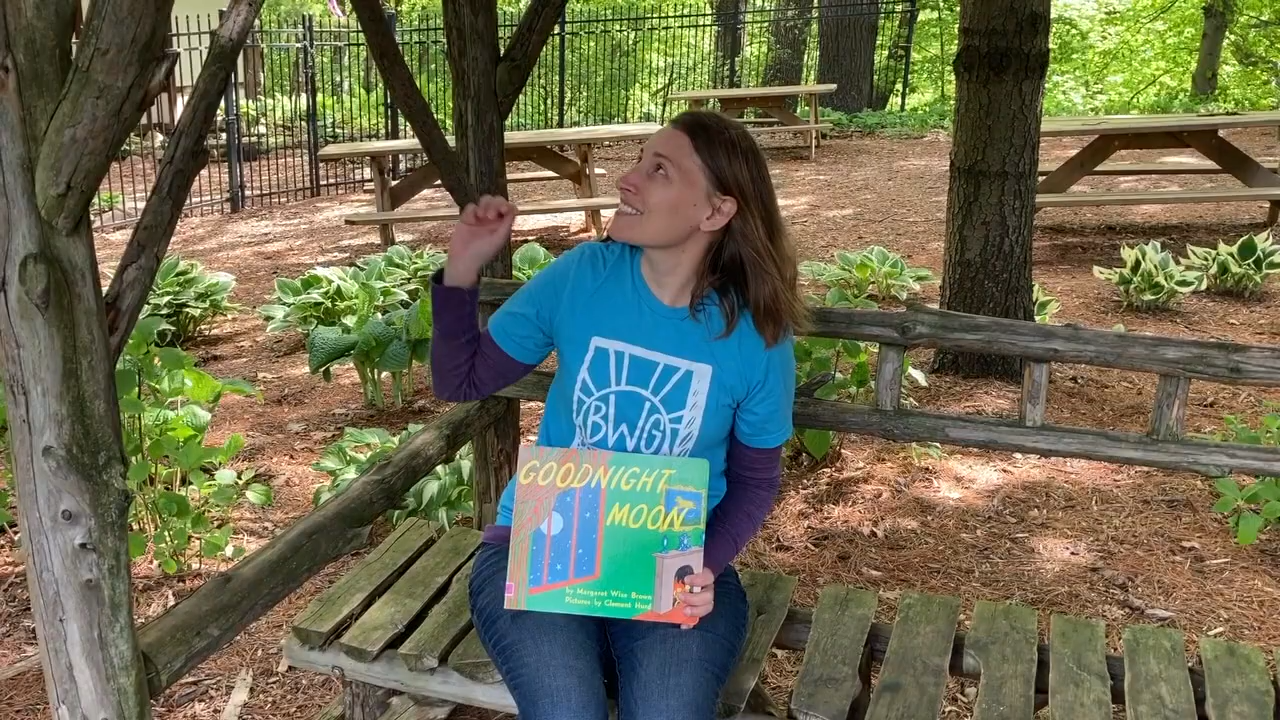 BWG
GOODNIGHT
MOON
by Margaret Wise Brown
Pictures by Clement Hurd